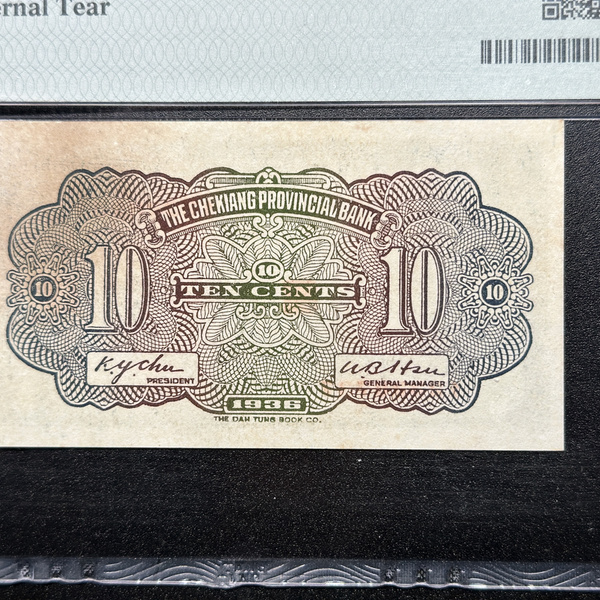 ernal Tear
THE CHEKIANG PROVINCIAL BANK
10 10
10
10 TEN CENTS 10
K.Y. Chu
PRESIDENT
GENERAL MANAGER
1936
THE DAH TUNG BOOK CO.